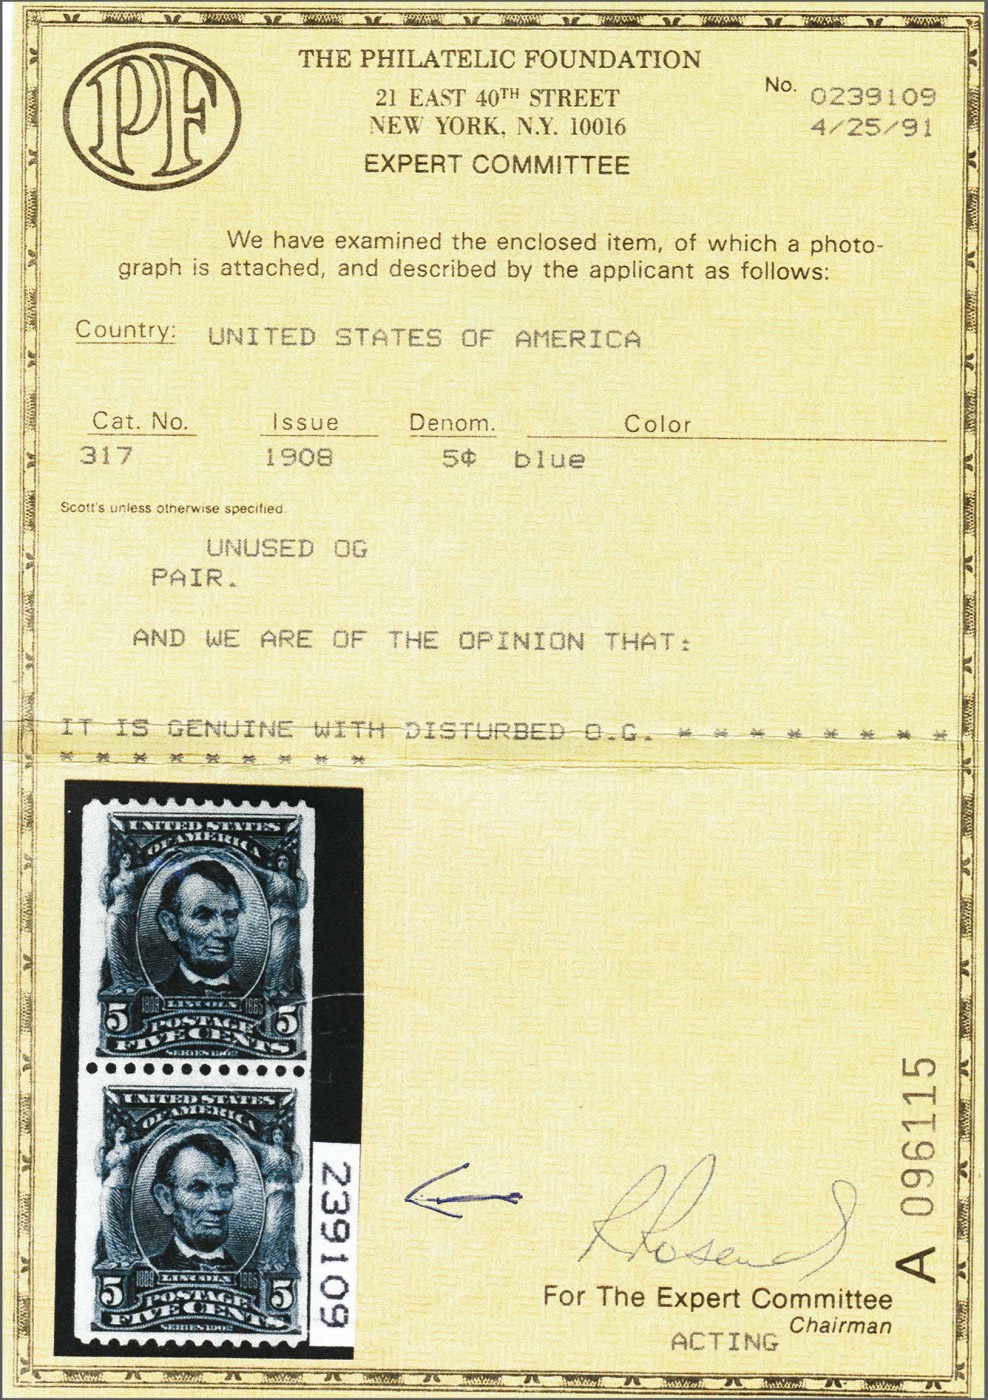 PF
THE PHILATELIC FOUNDATION
21 EAST 40TH STREET
NEW YORK, N.Y. 10016
EXPERT COMMITTEE
No. 0239109
4/25/91
We have examined the enclosed item, of which a photo-
graph is attached, and described by the applicant as follows:
Country: UNITED STATES OF AMERICA
Cat. No. Issue Denom. Color
317 1908 5¢ blue
Scott's unless otherwise specified
UNUSED OG
PAIR.
AND WE ARE OF THE OPINION THAT:
IT IS GENUINE WITH DISTURBED O.G. * * * * * * * *
* * * * * * * * *
UNITED STATES
OF AMERICA
1809 LINCOLN 1865
5 POSTAGE 5
FIVE CENTS
SERIES 1902
UNITED STATES
OF AMERICA
1809 LINCOLN 1865
5 POSTAGE 5
FIVE CENTS
SERIES 1902
239109
A 096115
For The Expert Committee
Chairman
ACTING